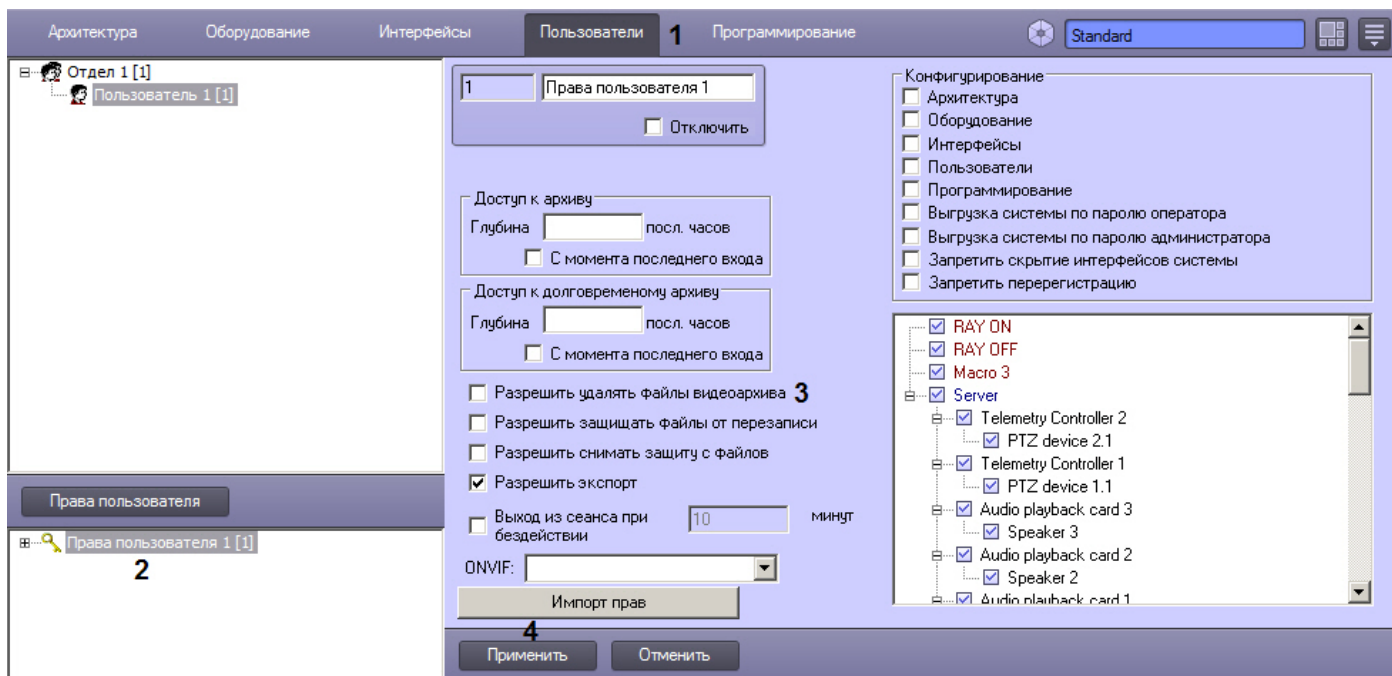 Архитектура
Оборудование
Интерфейсы
Пользователи
1
Программирование
Standard
Отдел 1 [1]
Пользователь 1 [1]
1
Права пользователя 1
Отключить
Доступ к архиву
Глубина
посл. часов
С момента последнего входа
Доступ к долговременому архиву
Глубина
посл. часов
С момента последнего входа
Разрешить удалять файлы видеоархива
3
Разрешить защищать файлы от перезаписи
Разрешить снимать защиту с файлов
Разрешить экспорт
Выход из сеанса при
бездействии
10
минут
ONVIF:
Импорт прав
4
Применить
Отменить
Конфигурирование
Архитектура
Оборудование
Интерфейсы
Пользователи
Программирование
Выгрузка системы по паролю оператора
Выгрузка системы по паролю администратора
Запретить скрытие интерфейсов системы
Запретить перерегистрацию
RAY ON
RAY OFF
Macro 3
Server
Telemetry Controller 2
PTZ device 2.1
Telemetry Controller 1
PTZ device 1.1
Audio playback card 3
Speaker 3
Audio playback card 2
Speaker 2
Audio playback card 1
Права пользователя
Права пользователя 1 [1]
2